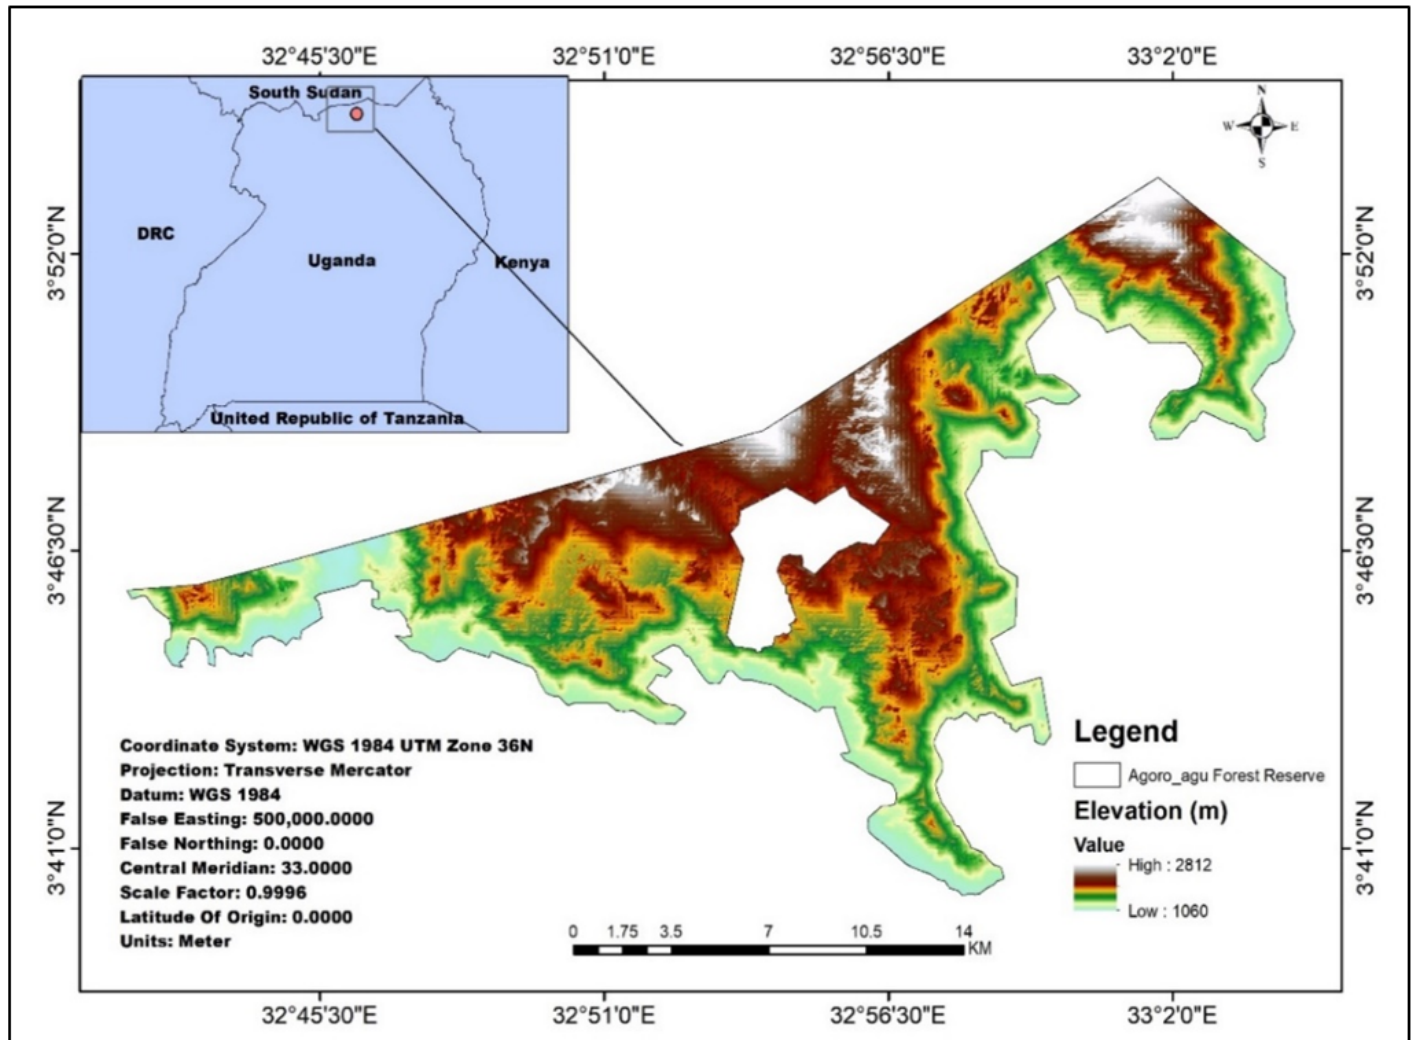 32°45'30"E 32°51'0"E 32°56'30"E 33°2'0"E
South Sudan
DRC
Uganda
Kenya
United Republic of Tanzania
N
W E
S
3°52'0"N 3°52'0"N
3°46'30"N 3°46'30"N
3°41'0"N 3°41'0"N
Coordinate System: WGS 1984 UTM Zone 36N
Projection: Transverse Mercator
Datum: WGS 1984
False Easting: 500,000.0000
False Northing: 0.0000
Central Meridian: 33.0000
Scale Factor: 0.9996
Latitude Of Origin: 0.0000
Units: Meter
Legend
Agoro_agu Forest Reserve
Elevation (m)
Value
High : 2812
Low : 1060
0 1.75 3.5 7 10.5 14
KM
32°45'30"E 32°51'0"E 32°56'30"E 33°2'0"E